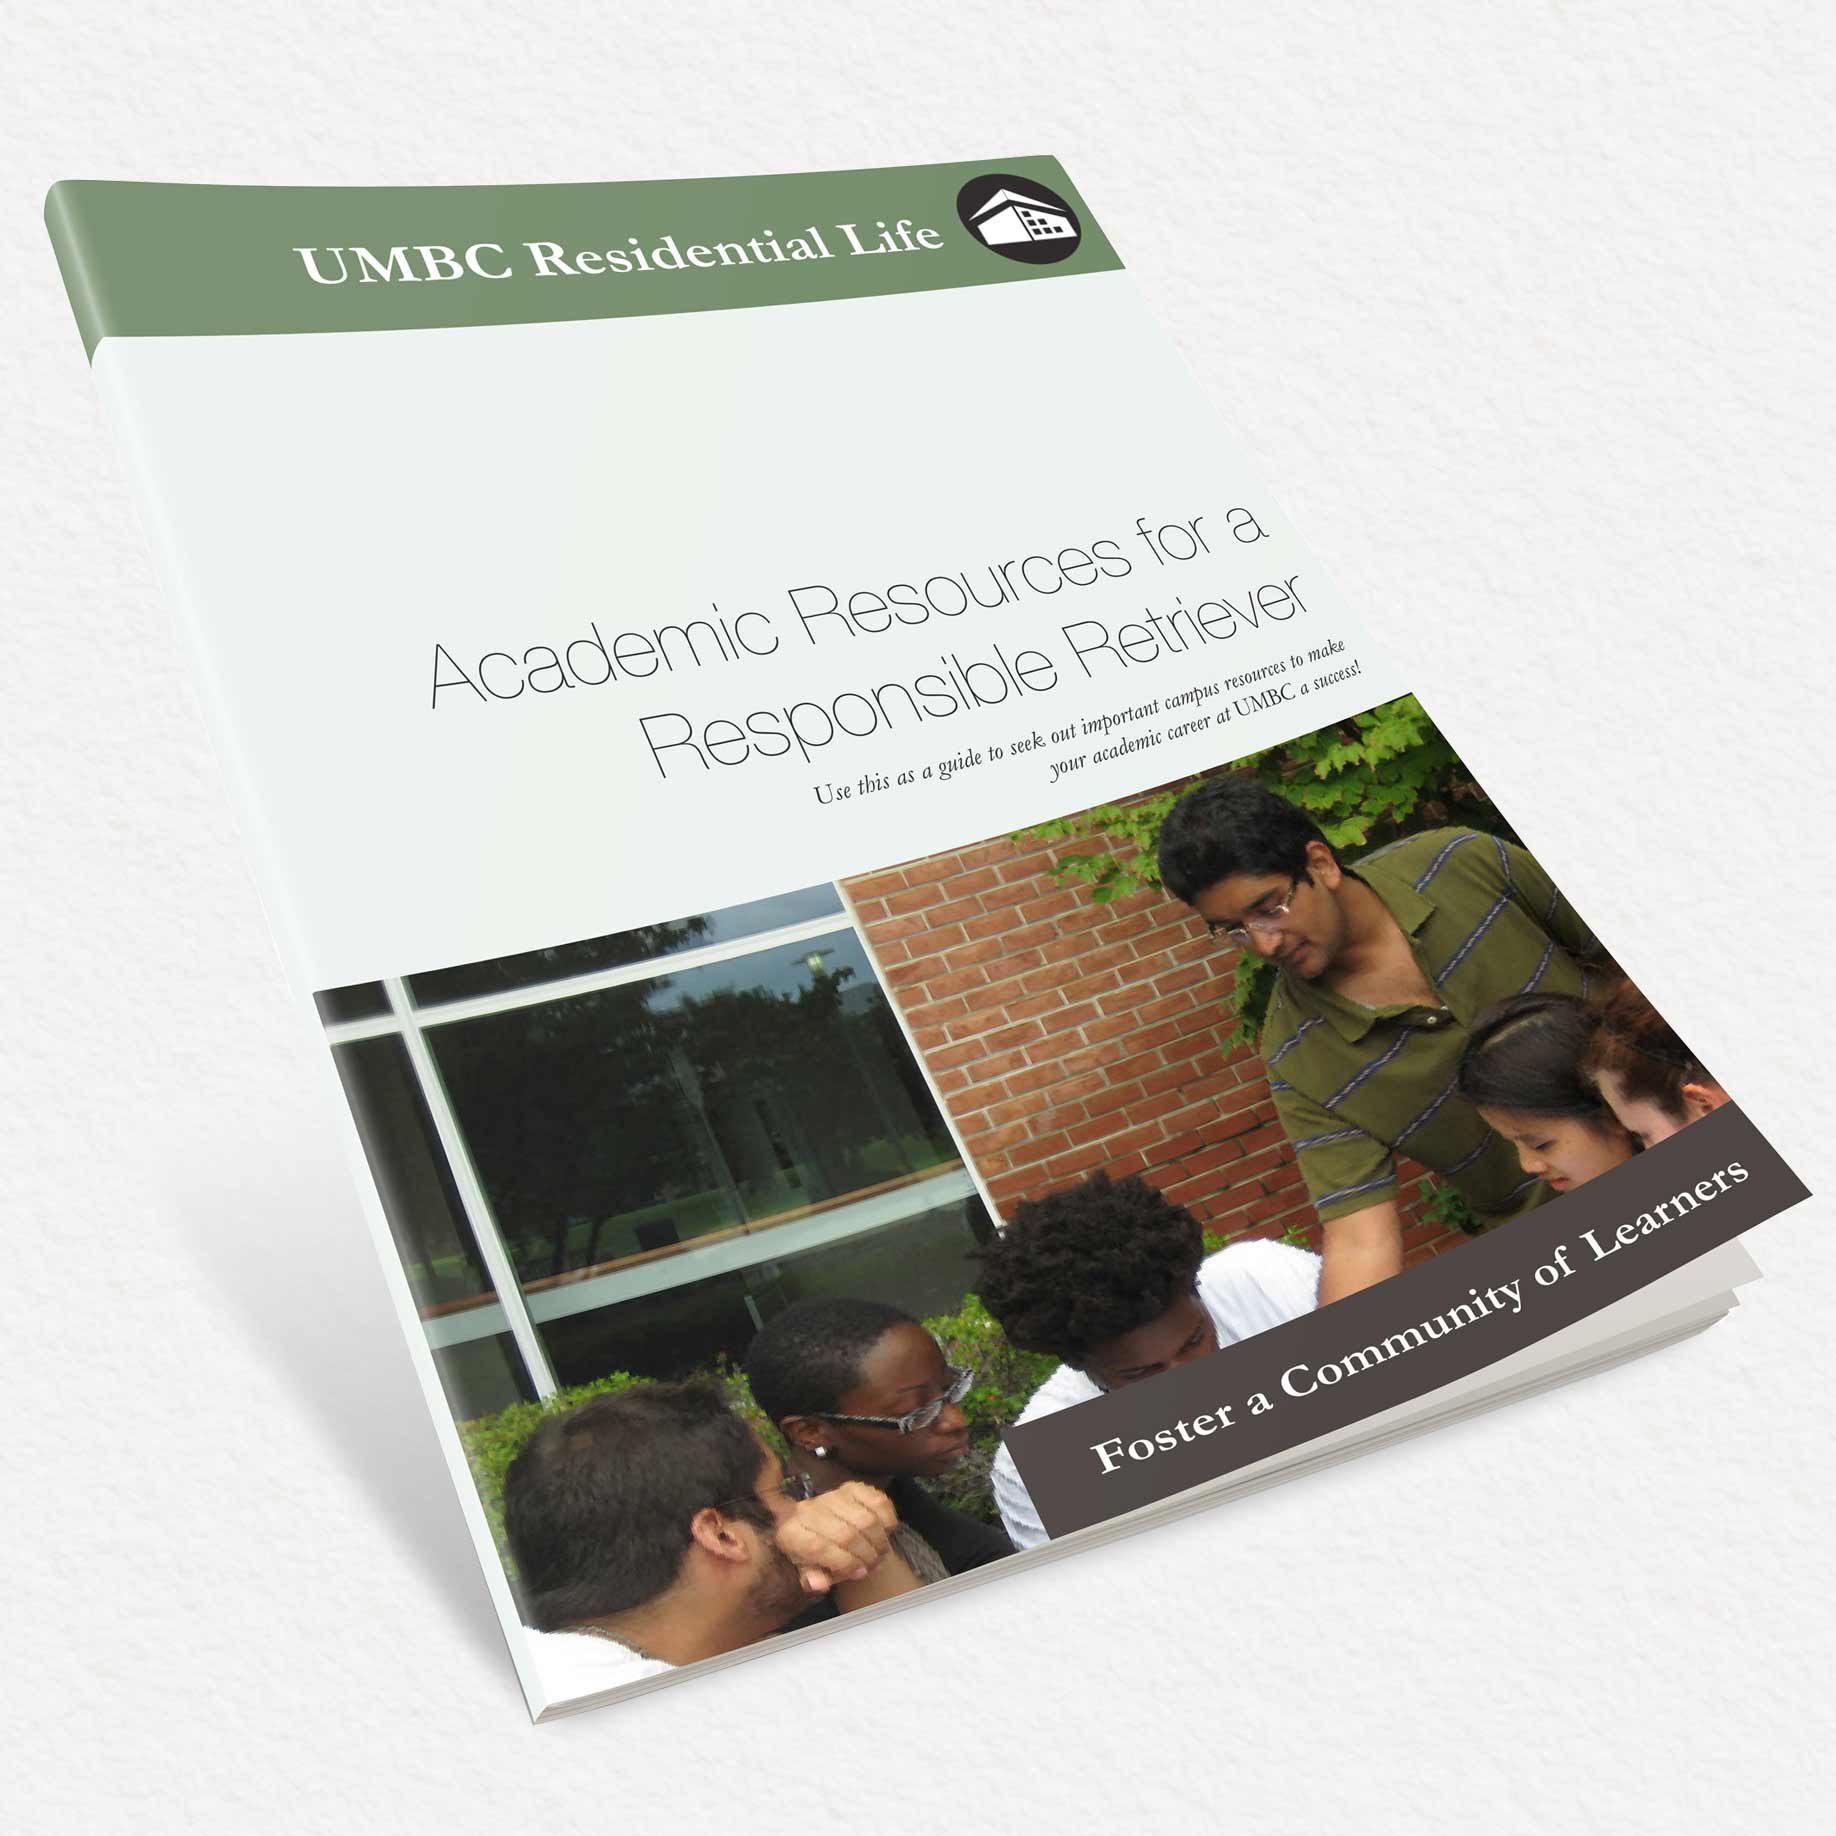 UMBC Residential Life
Academic Resources for a
Responsible Retriever
Use this as a guide to seek out important campus resources to make
your academic career at UMBC a success!
Foster a Community of Learners